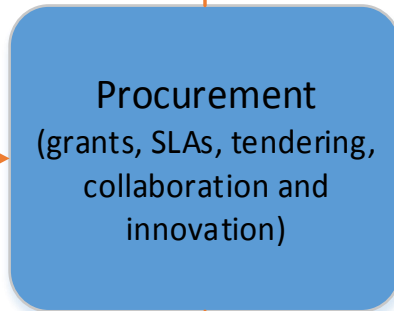 Procurement
(grants, SLAs, tendering,
collaboration and
innovation)